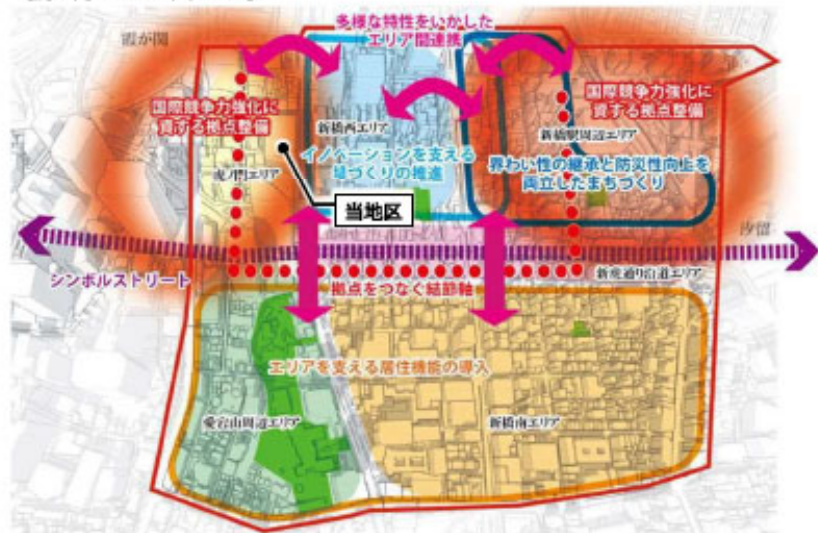 多様な特性をいかした
エリア間連携
霞が関
国際競争力強化に
資する拠点整備
国際競争力強化に
資する拠点整備
新橋西エリア
新橋駅周辺エリア
イノベーションを支える
場づくりの推進
界わい性の継承と防災性向上を
両立したまちづくり
虎ノ門エリア
当地区
汐留
シンボルストリート
新虎通り沿道エリア
拠点をつなぐ結節軸
エリアを支える居住機能の導入
愛宕山周辺エリア
新橋南エリア